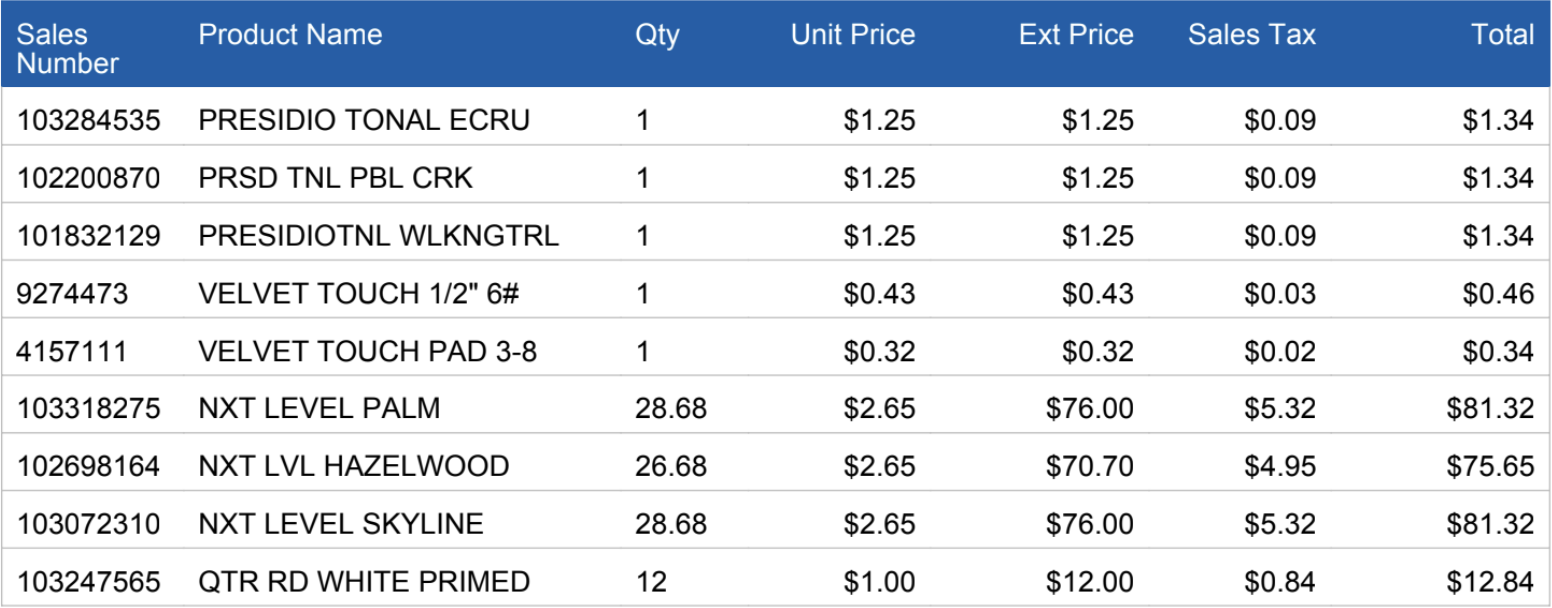 Sales Number Product Name Qty Unit Price Ext Price Sales Tax Total
103284535 PRESIDIO TONAL ECRU 1 $1.25 $1.25 $0.09 $1.34
102200870 PRSD TNL PBL CRK 1 $1.25 $1.25 $0.09 $1.34
101832129 PRESIDIOTNL WLKNGTRL 1 $1.25 $1.25 $0.09 $1.34
9274473 VELVET TOUCH 1/2" 6# 1 $0.43 $0.43 $0.03 $0.46
4157111 VELVET TOUCH PAD 3-8 1 $0.32 $0.32 $0.02 $0.34
103318275 NXT LEVEL PALM 28.68 $2.65 $76.00 $5.32 $81.32
102698164 NXT LVL HAZELWOOD 26.68 $2.65 $70.70 $4.95 $75.65
103072310 NXT LEVEL SKYLINE 28.68 $2.65 $76.00 $5.32 $81.32
103247565 QTR RD WHITE PRIMED 12 $1.00 $12.00 $0.84 $12.84